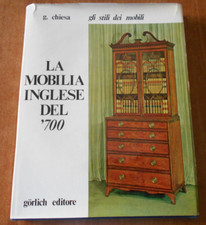 g. chiesa
gli stili dei mobili
LA
MOBILIA
INGLESE
DEL
'700
görlich editore